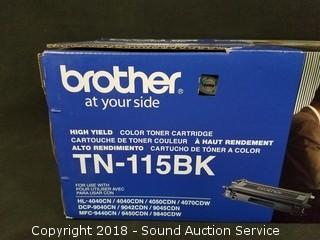 brother
at your side
HIGH YIELD COLOR TONER CARTRIDGE
CARTOUCHE DE TONER COULEUR À HAUT RENDEMENT
ALTO RENDIMIENTO CARTUCHO DE TÓNER A COLOR
TN-115BK
FOR USE WITH
POUR UTILISER AVEC
PARA USAR CON
HL-4040CN / 4040CDN / 4050CDN / 4070CDW
DCP-9040CN / 9042CDN / 9045CDN
MFC-9440CN / 9450CDN / 9840CDW
Copyright 2018 - Sound Auction Service